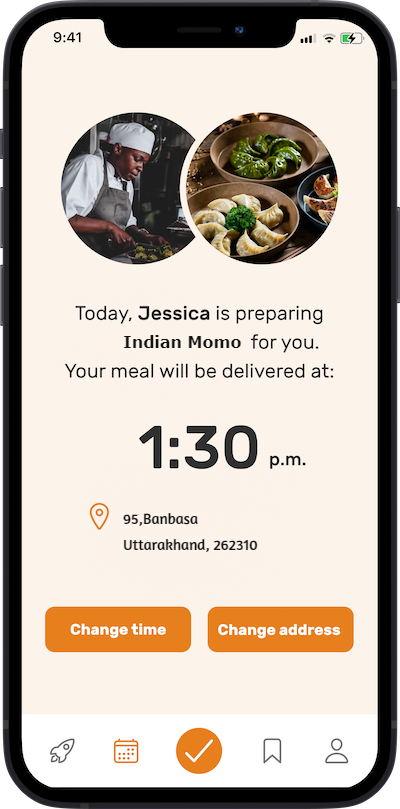 9:41
Today, Jessica is preparing
Indian Momo for you.
Your meal will be delivered at:
1:30 p.m.
95,Banbasa
Uttarakhand, 262310
Change time
Change address